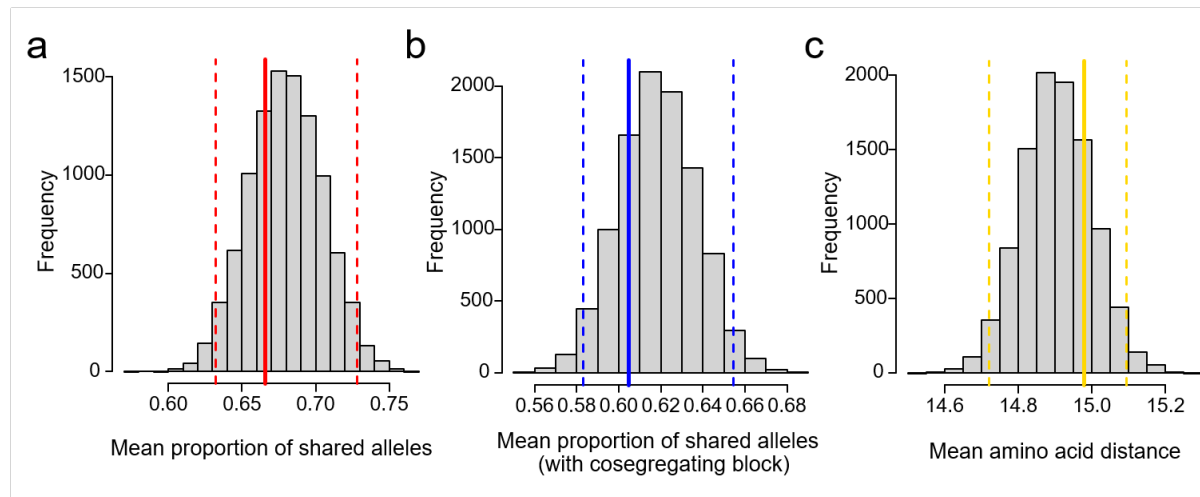 a
b
c
Frequency
1500
1000
500
0
0.60 0.65 0.70 0.75
Mean proportion of shared alleles
Frequency
2000
1500
1000
500
0
0.56 0.58 0.60 0.62 0.64 0.66 0.68
Mean proportion of shared alleles
(with cosegregating block)
Frequency
2000
1500
1000
500
0
14.6 14.8 15.0 15.2
Mean amino acid distance